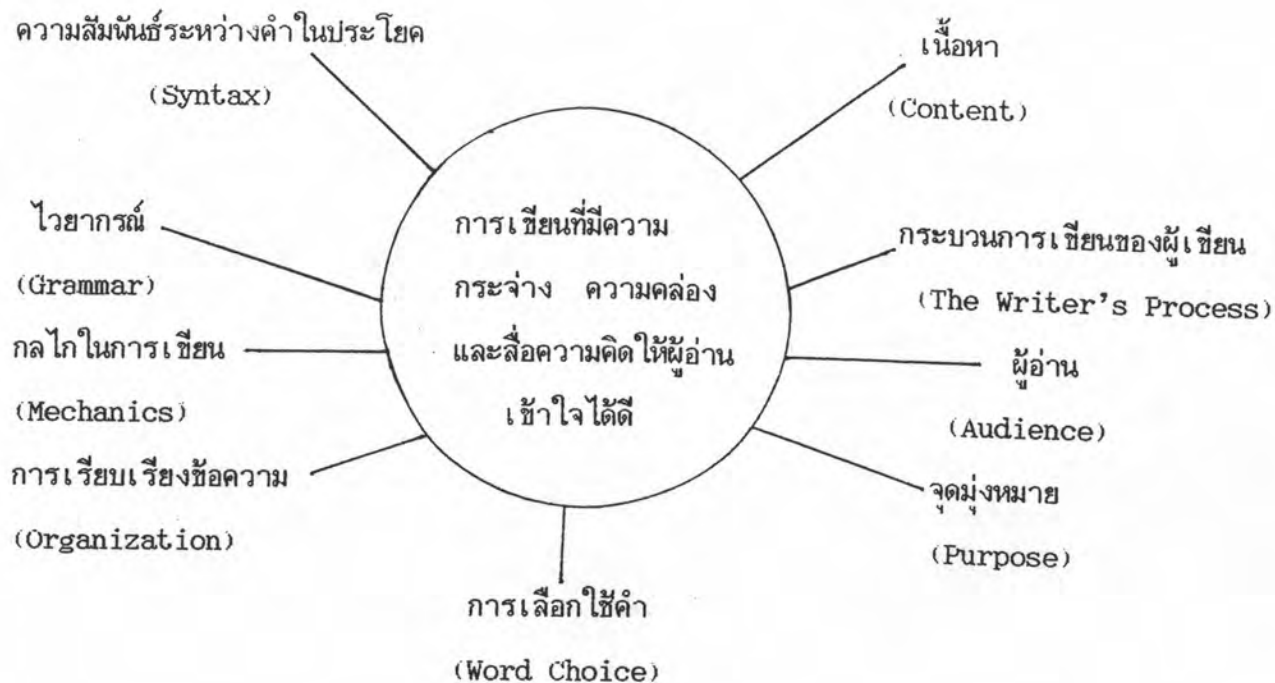 ความสัมพันธ์ระหว่างคำในประโยค
(Syntax)
เนื้อหา
(Content)
ไวยากรณ์
(Grammar)
กลไกในการเขียน
(Mechanics)
การเรียบเรียงข้อความ
(Organization)
การเขียนที่มีความ
กระจ่าง ความคล่อง
และสื่อความคิดให้ผู้อ่าน
เข้าใจได้ดี
กระบวนการเขียนของผู้เขียน
(The Writer's Process)
ผู้อ่าน
(Audience)
จุดมุ่งหมาย
(Purpose)
การเลือกใช้คำ
(Word Choice)